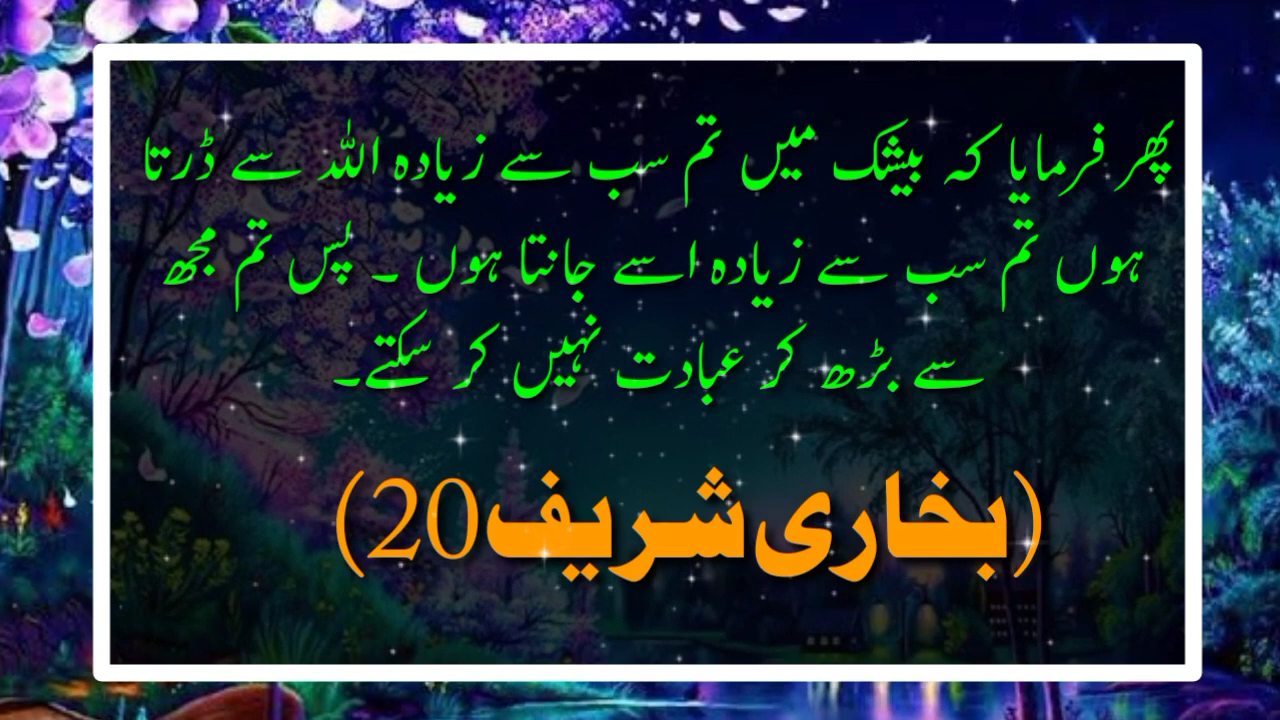 پھر فرمایا کہ بیشک میں تم سب سے زیادہ اللہ سے ڈرتا
ہوں تم سب سے زیادہ اسے جانتا ہوں ۔ پس تم مجھ
سے بڑھ کر عبادت نہیں کر سکتے۔
(بخاری شریف20)